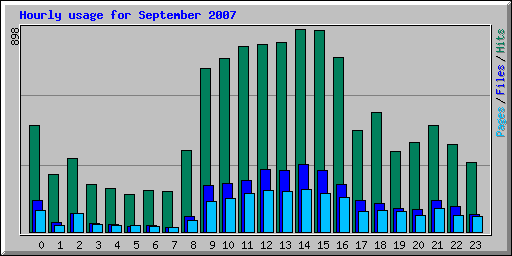 Hourly usage for September 2007
898
Pages/Files/Hits
0 1 2 3 4 5 6 7 8 9 10 11 12 13 14 15 16 17 18 19 20 21 22 23